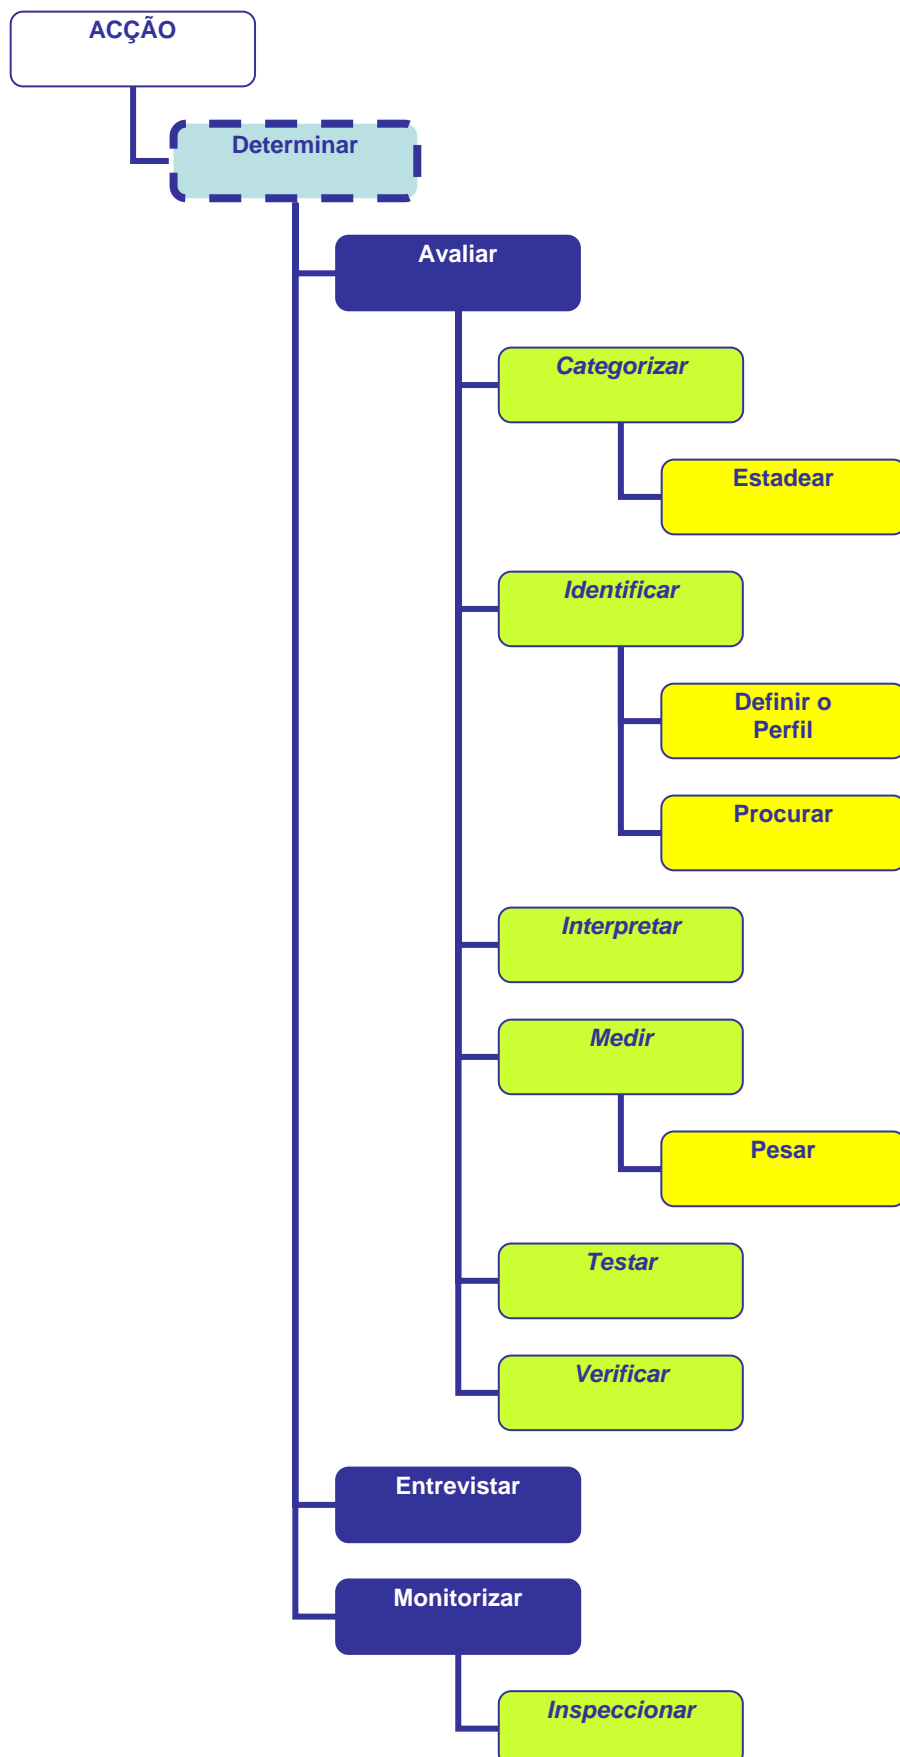 ACÇÃO
Determinar
Avaliar
Categorizar
Estadear
Identificar
Definir o
Perfil
Procurar
Interpretar
Medir
Pesar
Testar
Verificar
Entrevistar
Monitorizar
Inspeccionar